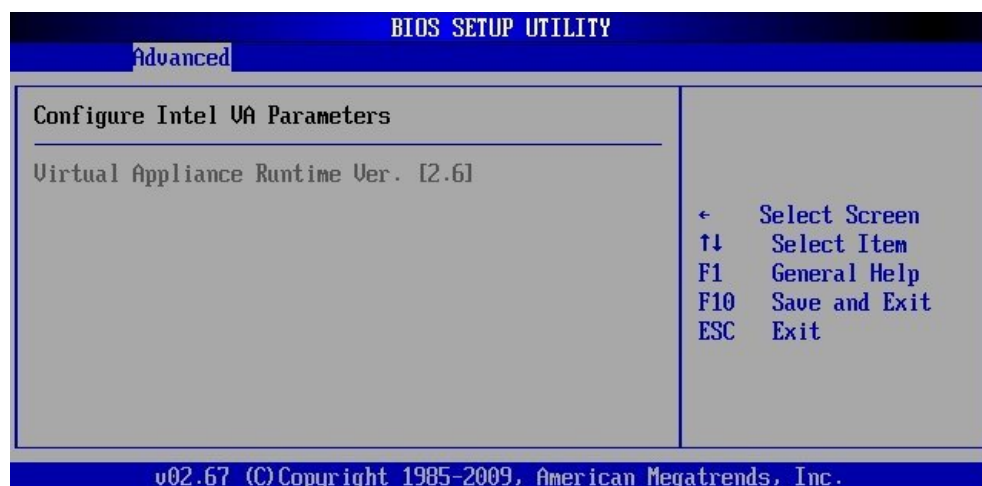 BIOS SETUP UTILITY
Advanced
Configure Intel VA Parameters
Virtual Appliance Runtime Ver. [2.6]
← Select Screen
↑↓ Select Item
F1 General Help
F10 Save and Exit
ESC Exit
v02.67 (C)Copyright 1985-2009, American Megatrends, Inc.